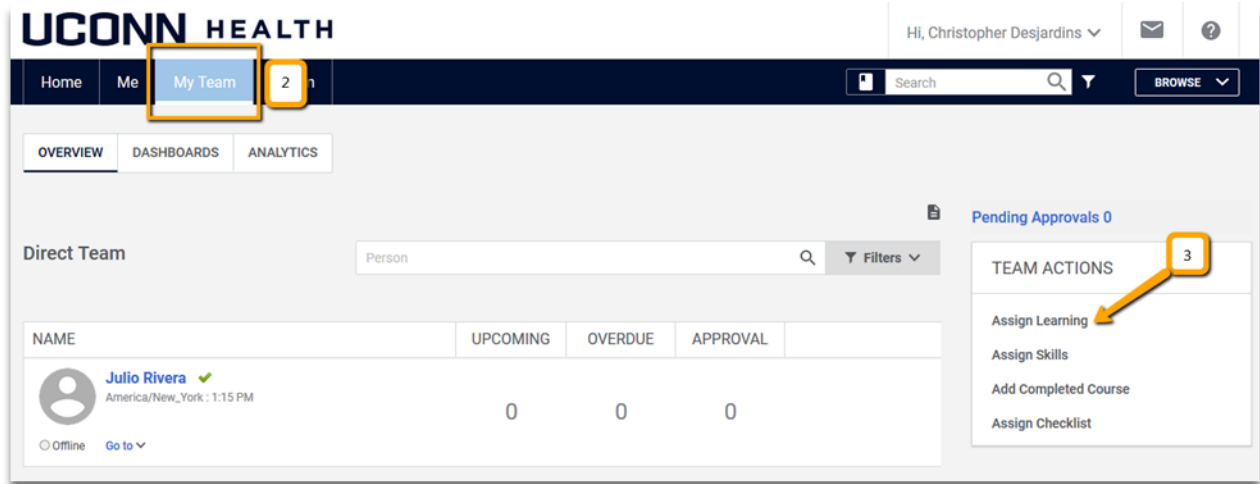 UCONN HEALTH
Hi, Christopher Desjardins
Home Me My Team 2 n Search BROWSE
OVERVIEW DASHBOARDS ANALYTICS
Pending Approvals 0
Direct Team Person Filters
TEAM ACTIONS 3
Assign Learning
Assign Skills
Add Completed Course
Assign Checklist
NAME UPCOMING OVERDUE APPROVAL
Julio Rivera
America/New_York : 1:15 PM
0 0 0
Offline Go to